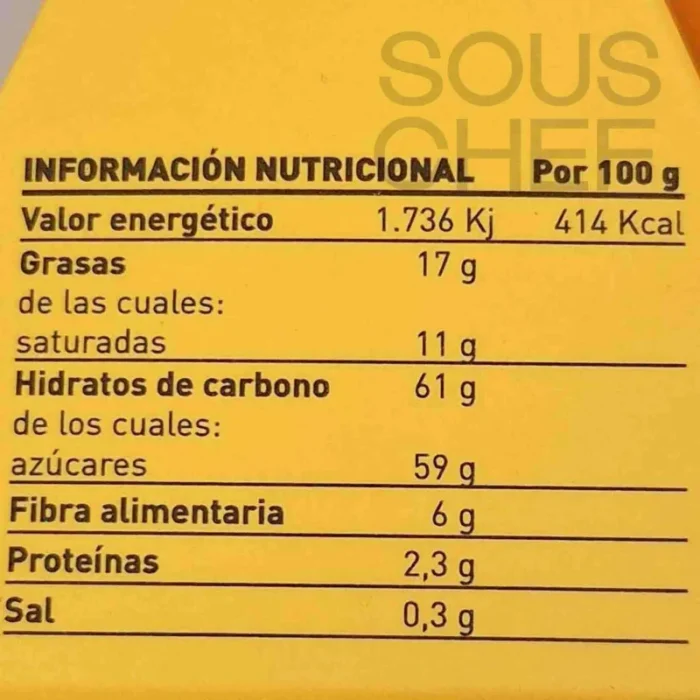 SOUS
CHEF
INFORMACIÓN NUTRICIONAL Por 100 g
Valor energético 1.736 Kj 414 Kcal
Grasas 17 g
de las cuales:
saturadas 11 g
Hidratos de carbono 61 g
de los cuales:
azúcares 59 g
Fibra alimentaria 6 g
Proteínas 2,3 g
Sal 0,3 g